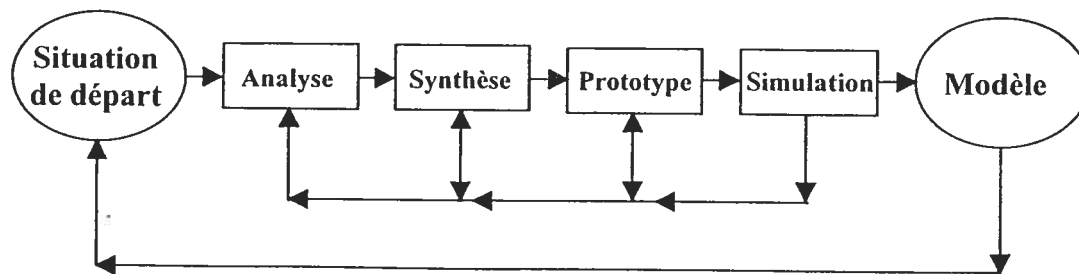 Situation
de départ
Analyse
Synthèse
Prototype
Simulation
Modèle